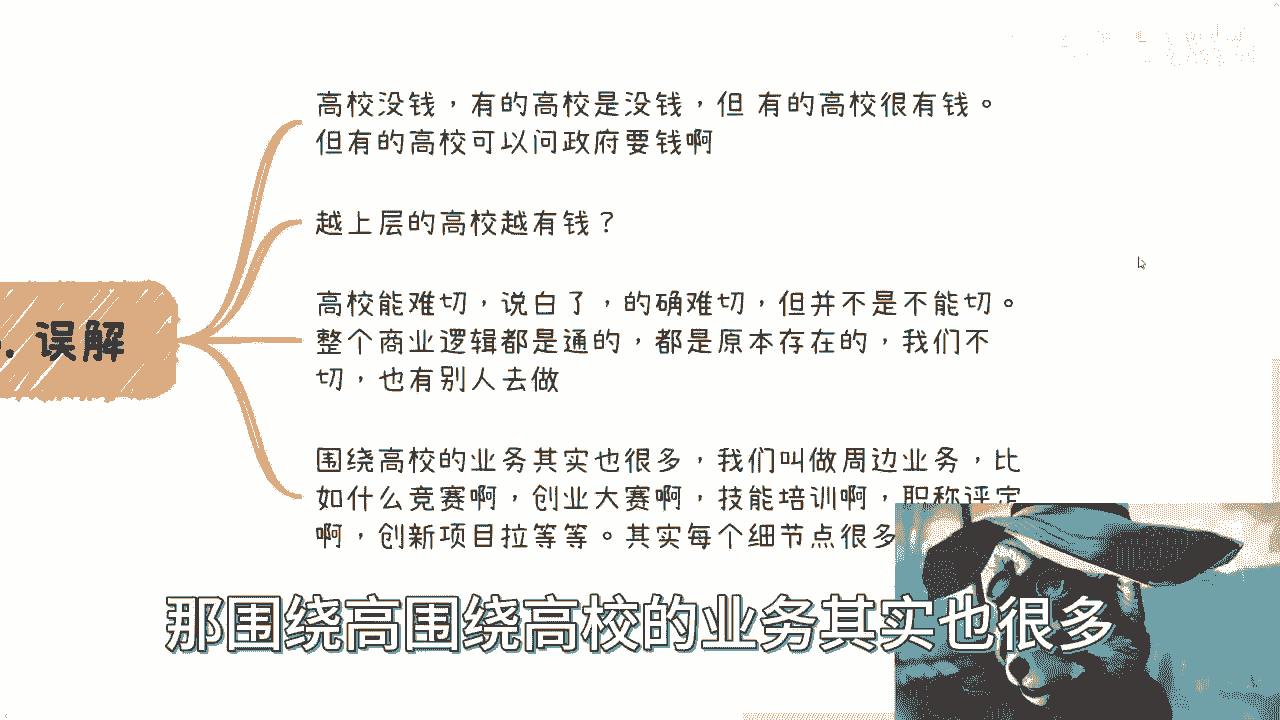 高校没钱，有的高校是没钱，但 有的高校很有钱。
但有的高校可以问政府要钱啊
越上层的高校越有钱？
高校能难切，说白了，的确难切，但并不是不能切。
整个商业逻辑都是通的，都是原本存在的，我们不
切，也有别人去做
. 误解
围绕高校的业务其实也很多，我们叫做周边业务，比
如什么竞赛啊，创业大赛啊，技能培训啊，职称评定
啊，创新项目拉等等。其实每个细节点很多
那围绕高围绕高校的业务其实也很多